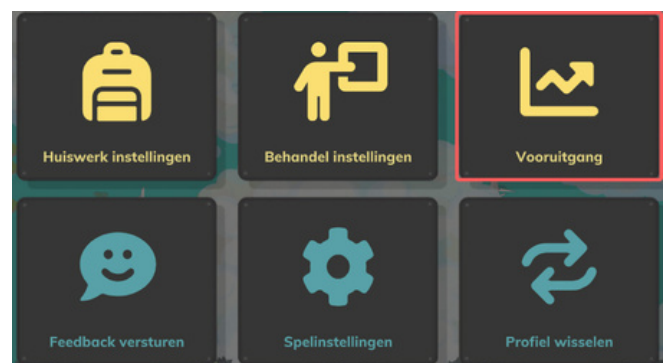 Huiswerk instellingen
Behandel instellingen
Vooruitgang
Feedback versturen
Spelinstellingen
Profiel wisselen